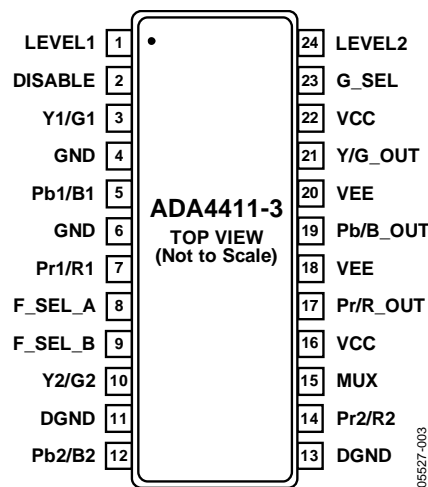 LEVEL1 1 24 LEVEL2
DISABLE 2 23 G_SEL
Y1/G1 3 22 VCC
GND 4 21 Y/G_OUT
Pb1/B1 5 20 VEE
ADA4411-3
GND 6 19 Pb/B_OUT
TOP VIEW
(Not to Scale)
Pr1/R1 7 18 VEE
F_SEL_A 8 17 Pr/R_OUT
F_SEL_B 9 16 VCC
Y2/G2 10 15 MUX
DGND 11 14 Pr2/R2
Pb2/B2 12 13 DGND
05527-003